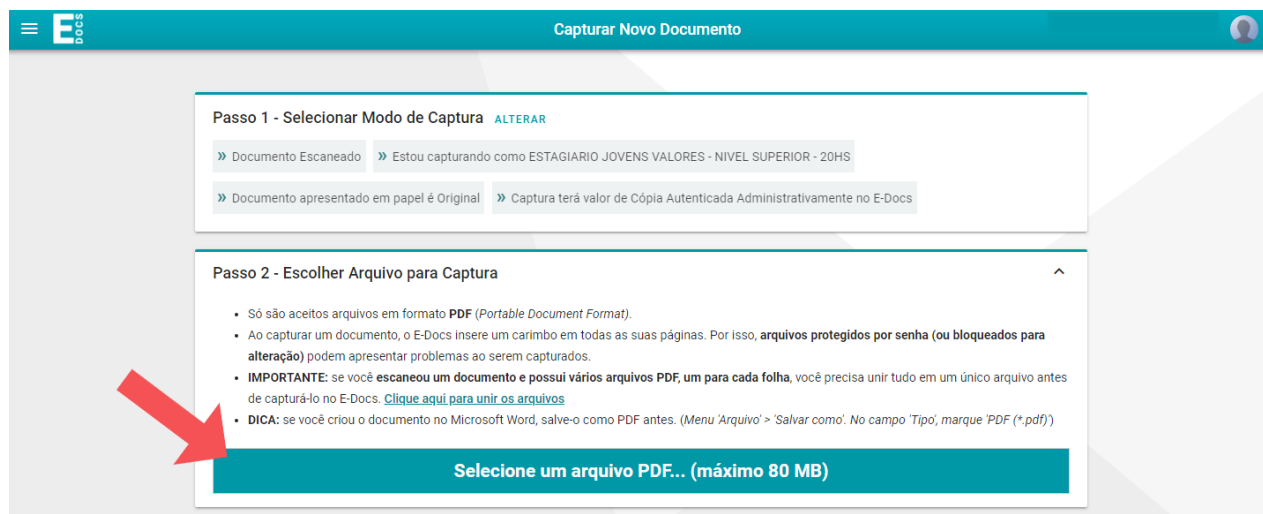 E DOCS
Capturar Novo Documento
Passo 1 - Selecionar Modo de Captura ALTERAR
» Documento Escaneado » Estou capturando como ESTAGIARIO JOVENS VALORES - NIVEL SUPERIOR - 20HS
» Documento apresentado em papel é Original » Captura terá valor de Cópia Autenticada Administrativamente no E-Docs
Passo 2 - Escolher Arquivo para Captura
• Só são aceitos arquivos em formato PDF (Portable Document Format).
• Ao capturar um documento, o E-Docs insere um carimbo em todas as suas páginas. Por isso, arquivos protegidos por senha (ou bloqueados para
alteração) podem apresentar problemas ao serem capturados.
• IMPORTANTE: se você escaneou um documento e possui vários arquivos PDF, um para cada folha, você precisa unir tudo em um único arquivo antes
de capturá-lo no E-Docs. Clique aqui para unir os arquivos
• DICA: se você criou o documento no Microsoft Word, salve-o como PDF antes. (Menu 'Arquivo' > 'Salvar como'. No campo 'Tipo', marque 'PDF (*.pdf)')
Selecione um arquivo PDF... (máximo 80 MB)